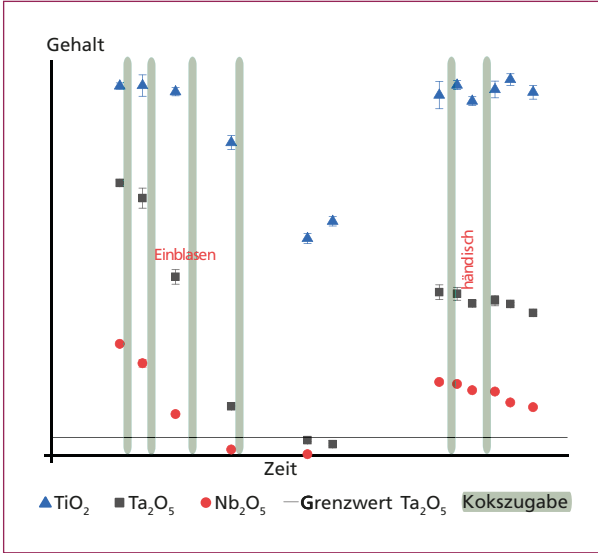 Gehalt
Einblasen
händisch
Zeit
TiO₂ Ta₂O₅ Nb₂O₅ Grenzwert Ta₂O₅ Kokszugabe